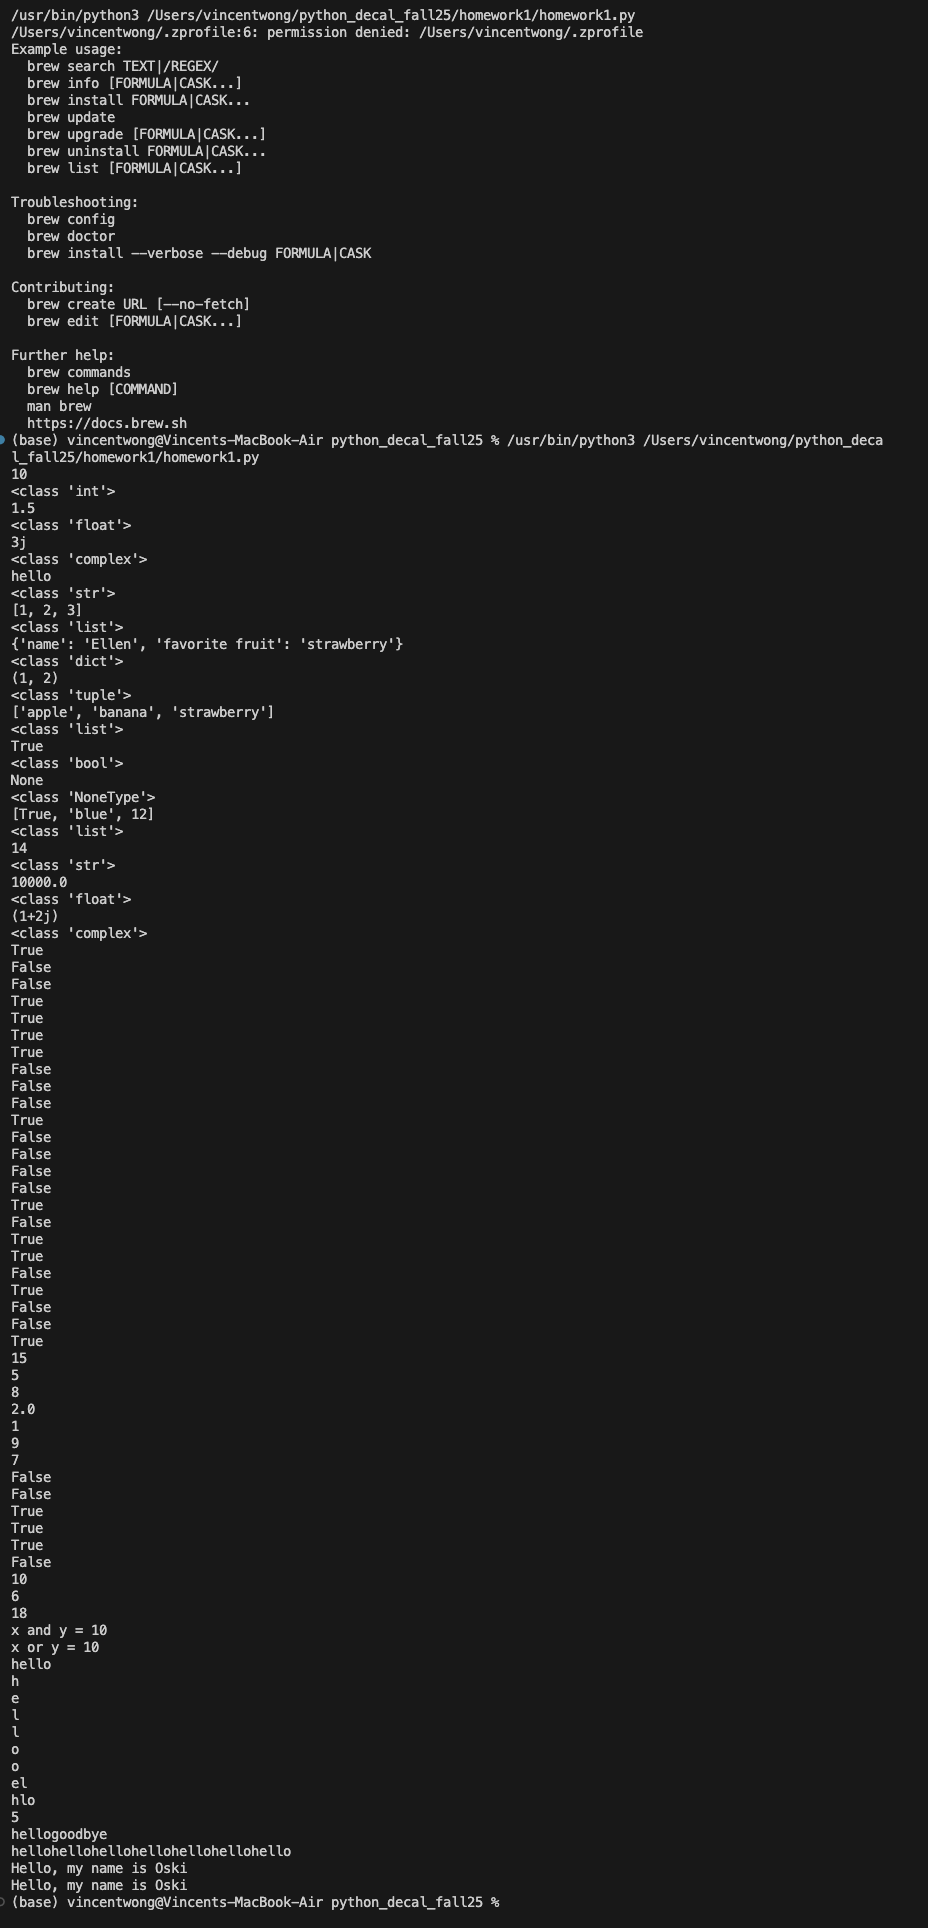 /usr/bin/python3 /Users/vincentwong/python_decal_fall25/homework1/homework1.py
/Users/vincentwong/.zprofile:6: permission denied: /Users/vincentwong/.zprofile
Example usage:
  brew search TEXT|/REGEX/
  brew info [FORMULA|CASK...]
  brew install FORMULA|CASK...
  brew update
  brew upgrade [FORMULA|CASK...]
  brew uninstall FORMULA|CASK...
  brew list [FORMULA|CASK...]

Troubleshooting:
  brew config
  brew doctor
  brew install --verbose --debug FORMULA|CASK

Contributing:
  brew create URL [--no-fetch]
  brew edit [FORMULA|CASK...]

Further help:
  brew commands
  brew help [COMMAND]
  man brew
  https://docs.brew.sh
(base) vincentwong@Vincents-MacBook-Air python_decal_fall25 % /usr/bin/python3 /Users/vincentwong/python_deca
l_fall25/homework1/homework1.py
10
<class 'int'>
1.5
<class 'float'>
3j
<class 'complex'>
hello
<class 'str'>
[1, 2, 3]
<class 'list'>
{'name': 'Ellen', 'favorite fruit': 'strawberry'}
<class 'dict'>
(1, 2)
<class 'tuple'>
['apple', 'banana', 'strawberry']
<class 'list'>
True
<class 'bool'>
None
<class 'NoneType'>
[True, 'blue', 12]
<class 'list'>
14
<class 'str'>
10000.0
<class 'float'>
(1+2j)
<class 'complex'>
True
False
False
True
True
True
True
False
False
False
True
False
False
False
False
True
False
True
True
False
True
False
False
True
15
5
8
2.0
1
9
7
False
False
True
True
True
False
10
6
18
x and y = 10
x or y = 10
hello
h
e
l
l
o
o
el
hlo
5
hellogoodbye
hellohellohellohellohellohellohello
Hello, my name is Oski
Hello, my name is Oski
(base) vincentwong@Vincents-MacBook-Air python_decal_fall25 %